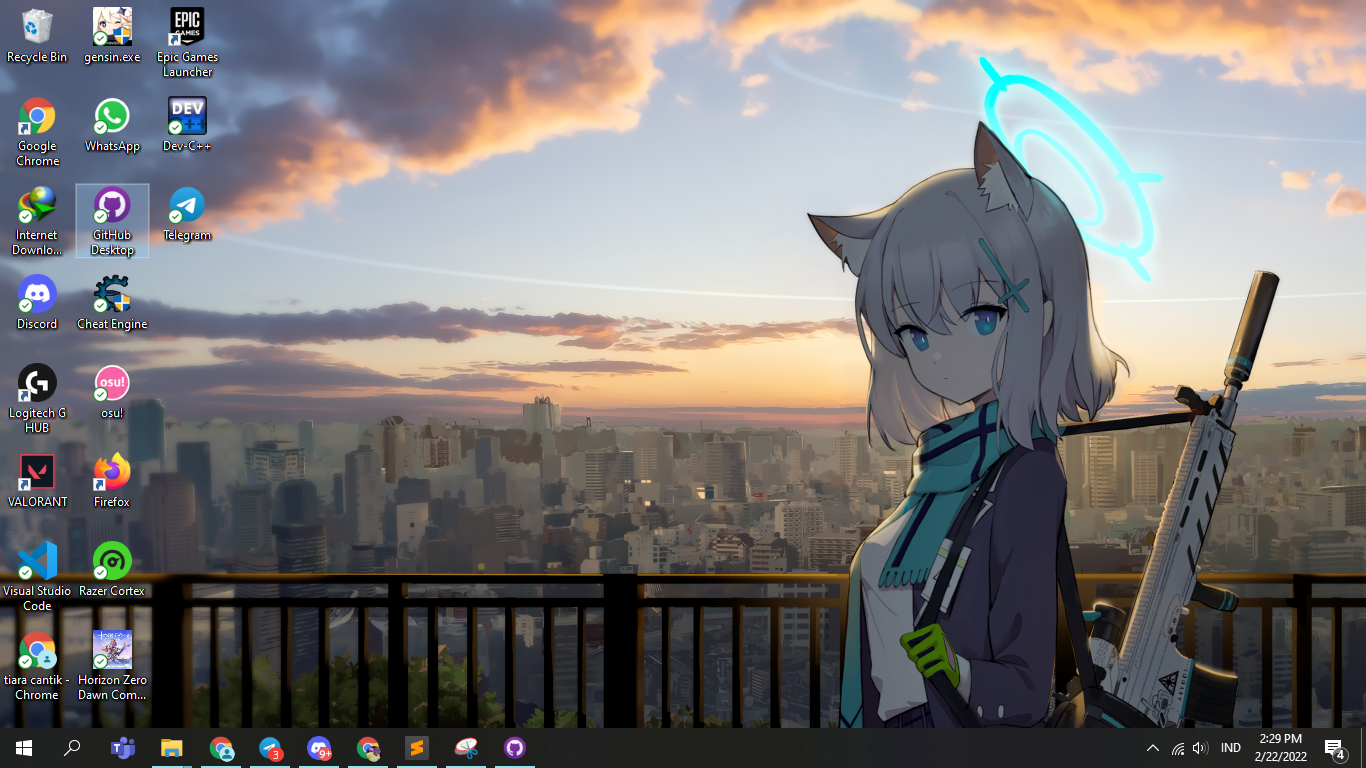 Recycle Bin
gensin.exe
EPIC
GAMES
Epic Games
Launcher
Google
Chrome
WhatsApp
DEV
C++
Dev-C++
Internet
Downlo...
GitHub
Desktop
Telegram
Discord
Cheat Engine
Logitech G
HUB
osu!
osu!
VALORANT
Firefox
Visual Studio
Code
Razer Cortex
tiara cantik -
Chrome
Horizon Zero
Dawn Com...
3
9+
IND
2:29 PM
2/22/2022
4